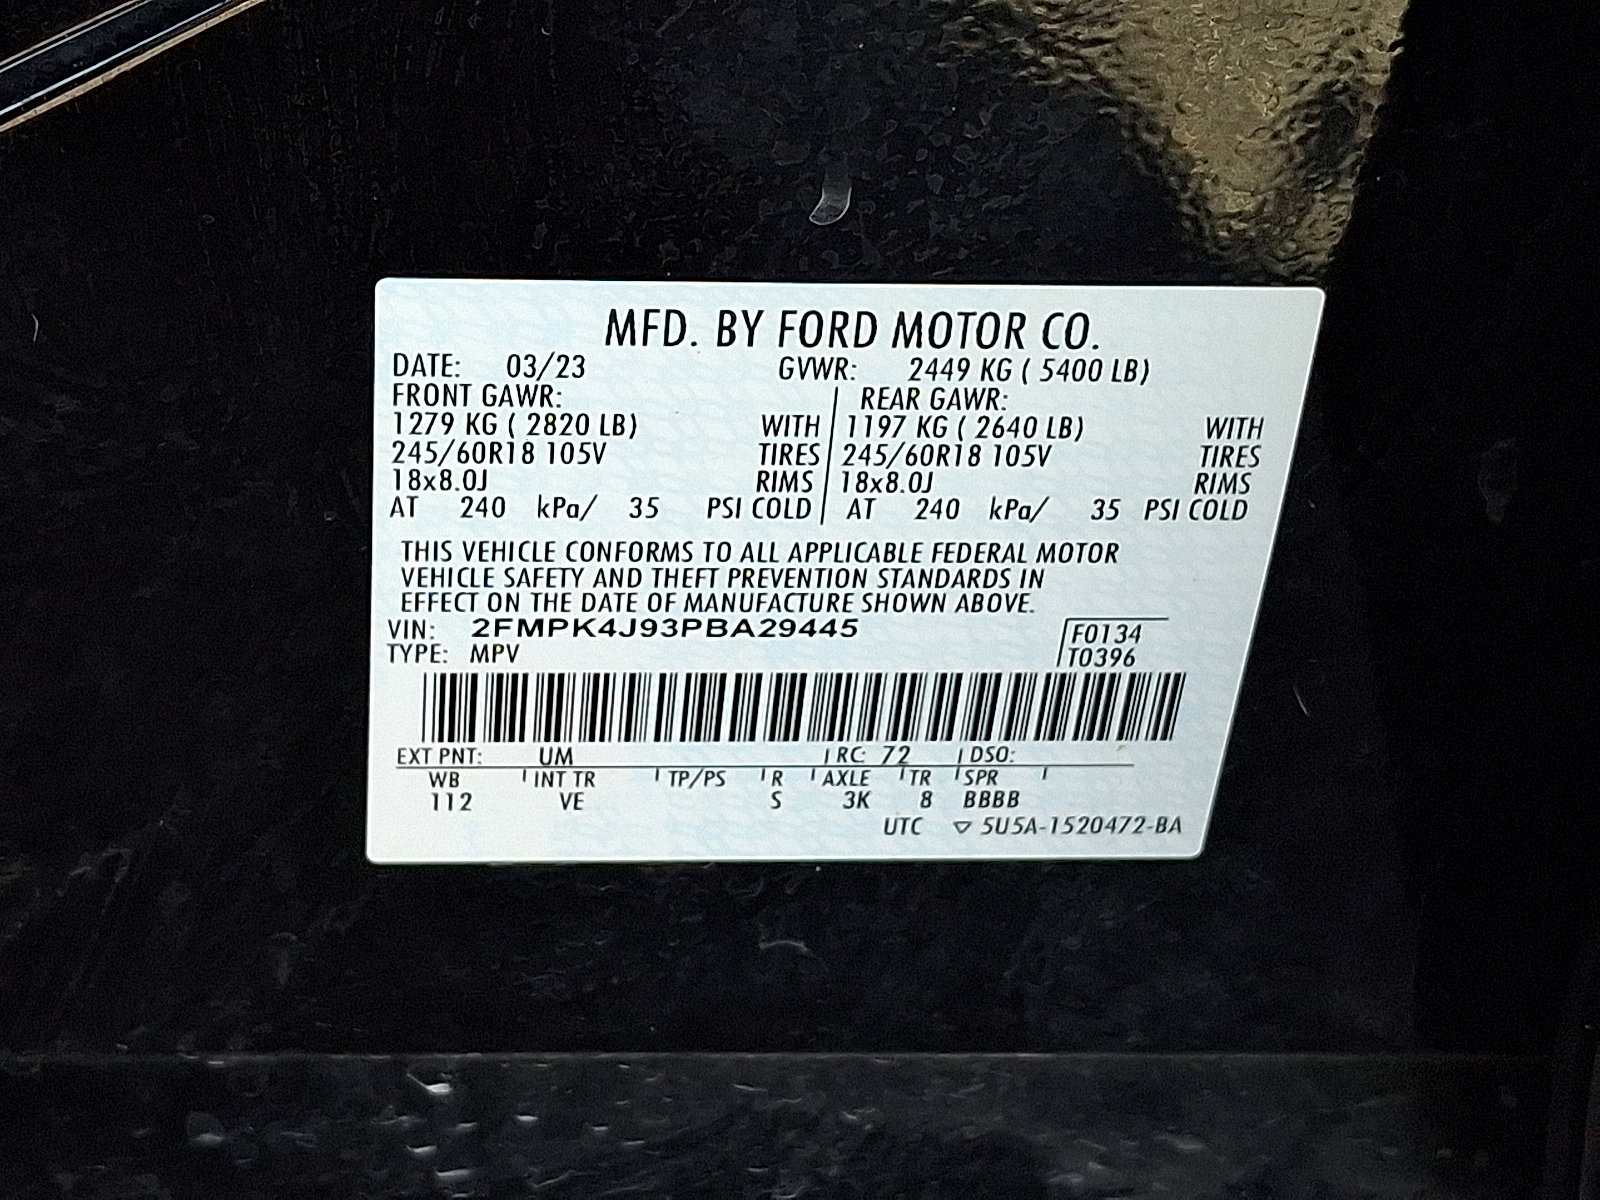 MFD. BY FORD MOTOR CO.
DATE: 03/23 GVWR: 2449 KG ( 5400 LB)
FRONT GAWR: REAR GAWR:
1279 KG ( 2820 LB) WITH 1197 KG ( 2640 LB) WITH
245/60R18 105V TIRES 245/60R18 105V TIRES
18x8.0J RIMS 18x8.0J RIMS
AT 240 kPa/ 35 PSI COLD AT 240 kPa/ 35 PSI COLD
THIS VEHICLE CONFORMS TO ALL APPLICABLE FEDERAL MOTOR
VEHICLE SAFETY AND THEFT PREVENTION STANDARDS IN
EFFECT ON THE DATE OF MANUFACTURE SHOWN ABOVE.
VIN: 2FMPK4J93PBA29445 F0134
TYPE: MPV T0396
EXT PNT: UM RC: 72 DSO:
WB INT TR TP/PS R AXLE TR SPR
112 VE S 3K 8 BBBB
UTC ▽ 5U5A-1520472-BA